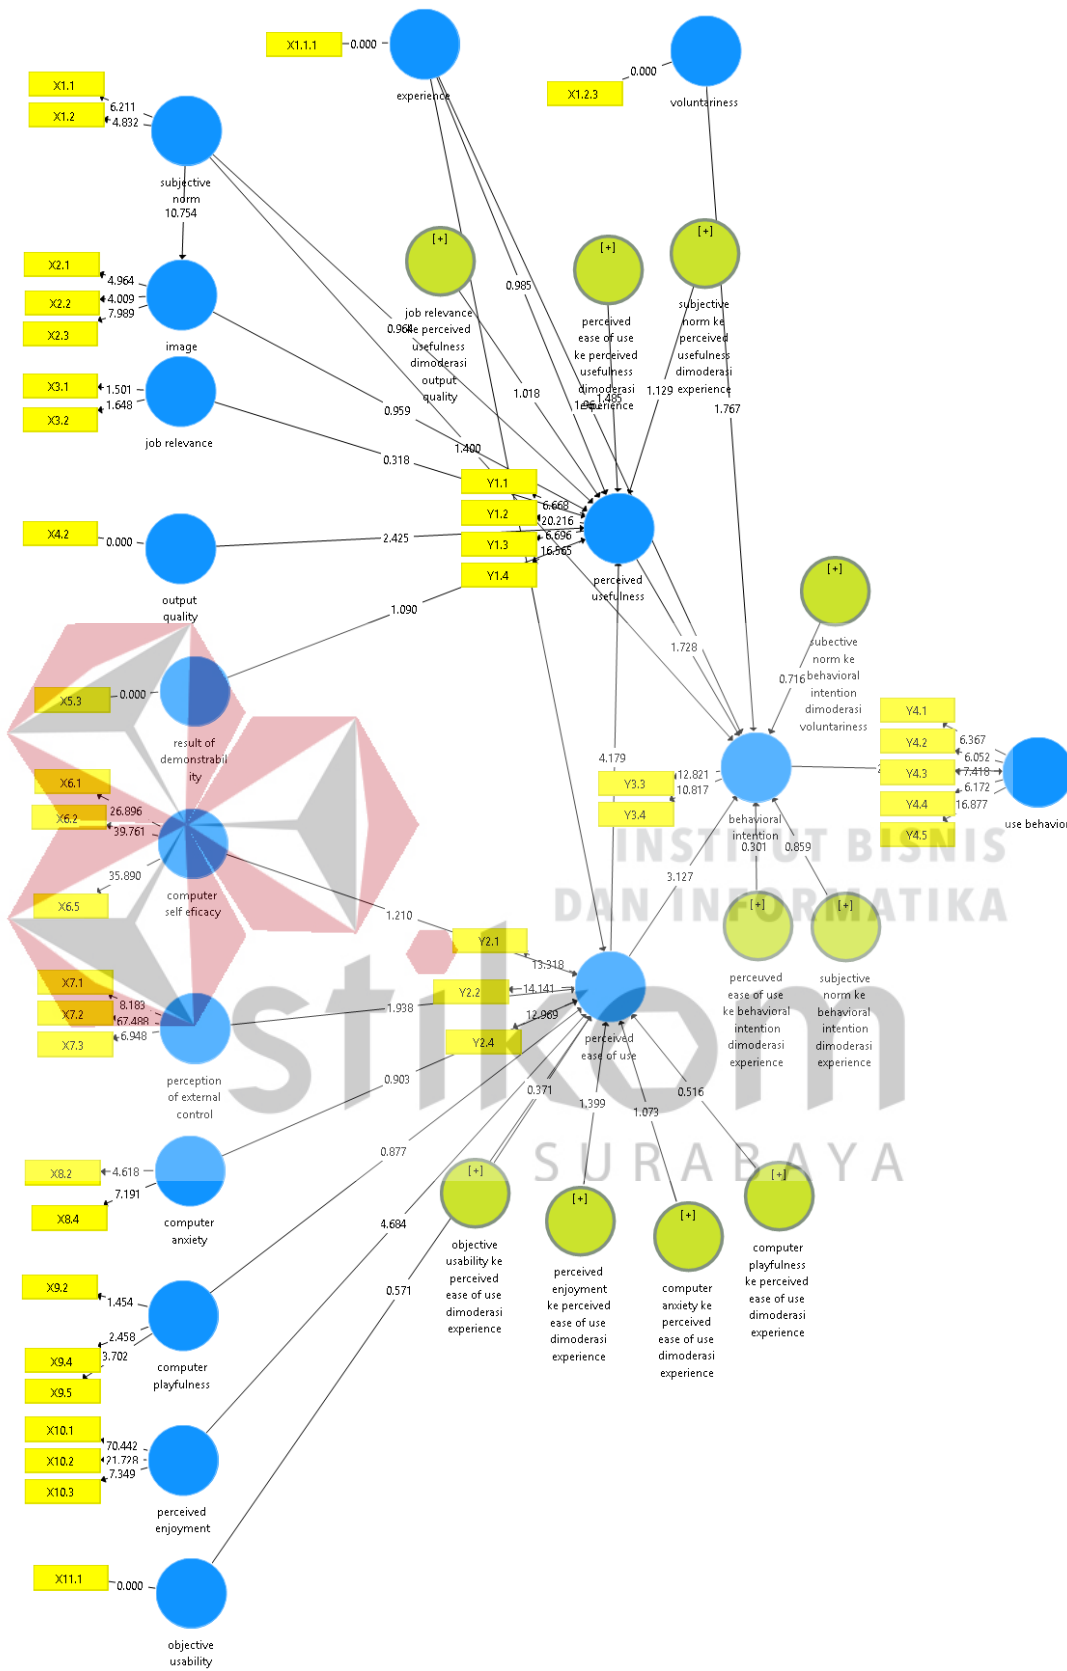 X1.1.1
0.000
experience
X1.2.3
0.000
voluntariness
X1.1
X1.2
6.211
4.832
subjective
norm
10.754
X2.1
X2.2
X2.3
4.964
4.009
7.989
image
X3.1
X3.2
1.501
1.648
job relevance
X4.2
0.000
output
quality
X5.3
0.000
result of
demonstrabil
ity
X6.1
X6.2
X6.5
26.896
39.761
35.890
computer
self eficacy
X7.1
X7.2
X7.3
8.183
67.488
6.948
perception
of external
control
X8.2
X8.4
4.618
7.191
computer
anxiety
X9.2
X9.4
X9.5
1.454
2.458
3.702
computer
playfulness
X10.1
X10.2
X10.3
70.442
21.728
7.349
perceived
enjoyment
X11.1
0.000
objective
usability
[+]
job relevance
ke perceived
usefulness
dimoderasi
output
quality
[+]
perceived
ease of use
ke perceived
usefulness
dimoderasi
experience
[+]
subjective
norm ke
perceived
usefulness
dimoderasi
experience
0.985
0.964
1.018
1.485
1.129
1.767
0.959
1.400
0.318
2.425
1.090
Y1.1
Y1.2
Y1.3
Y1.4
6.668
20.216
6.696
16.565
perceived
usefulness
1.728
4.179
[+]
subective
norm ke
behavioral
intention
dimoderasi
voluntariness
0.716
Y3.3
Y3.4
12.821
10.817
behavioral
intention
Y4.1
Y4.2
Y4.3
Y4.4
Y4.5
6.367
6.052
7.418
6.172
16.877
use behavior
0.301
0.859
3.127
[+]
perceuved
ease of use
ke behavioral
intention
dimoderasi
experience
[+]
subjective
norm ke
behavioral
intention
dimoderasi
experience
1.210
1.938
0.903
0.877
4.684
0.571
Y2.1
Y2.2
Y2.4
13.318
14.141
12.969
perceived
ease of use
0.371
1.399
1.073
0.516
[+]
objective
usability ke
perceived
ease of use
dimoderasi
experience
[+]
perceived
enjoyment
ke perceived
ease of use
dimoderasi
experience
[+]
computer
anxiety ke
perceived
ease of use
dimoderasi
experience
[+]
computer
playfulness
ke perceived
ease of use
dimoderasi
experience
INSTITUT BISNIS
DAN INFORMATIKA
stikom
SURABAYA